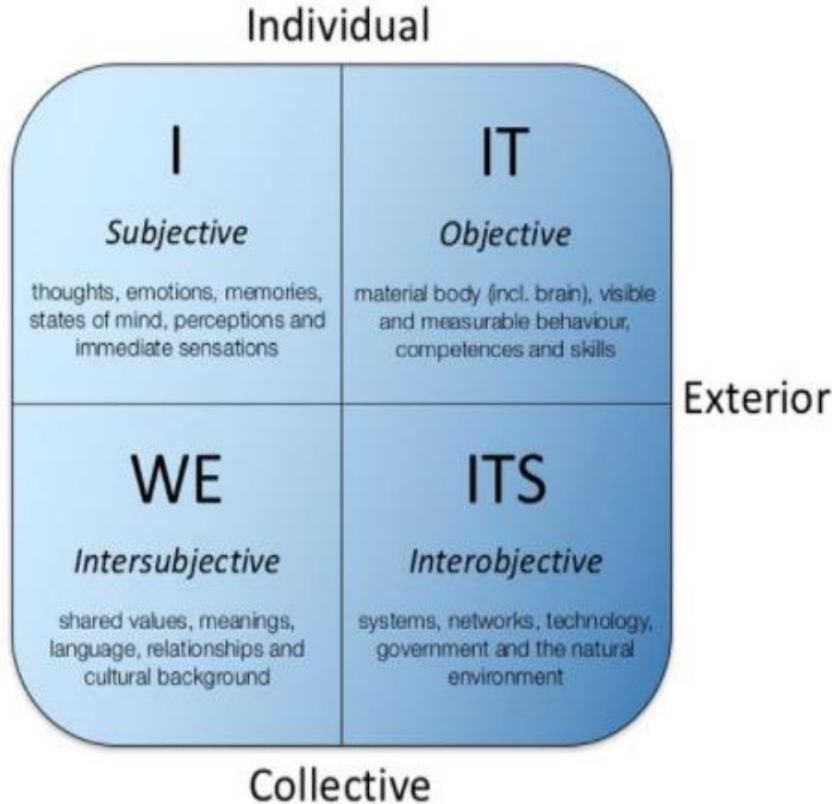 Individual
I
Subjective
thoughts, emotions, memories,
states of mind, perceptions and
immediate sensations
IT
Objective
material body (incl. brain), visible
and measurable behaviour,
competences and skills
Exterior
WE
Intersubjective
shared values, meanings,
language, relationships and
cultural background
ITS
Interobjective
systems, networks, technology,
government and the natural
environment
Collective